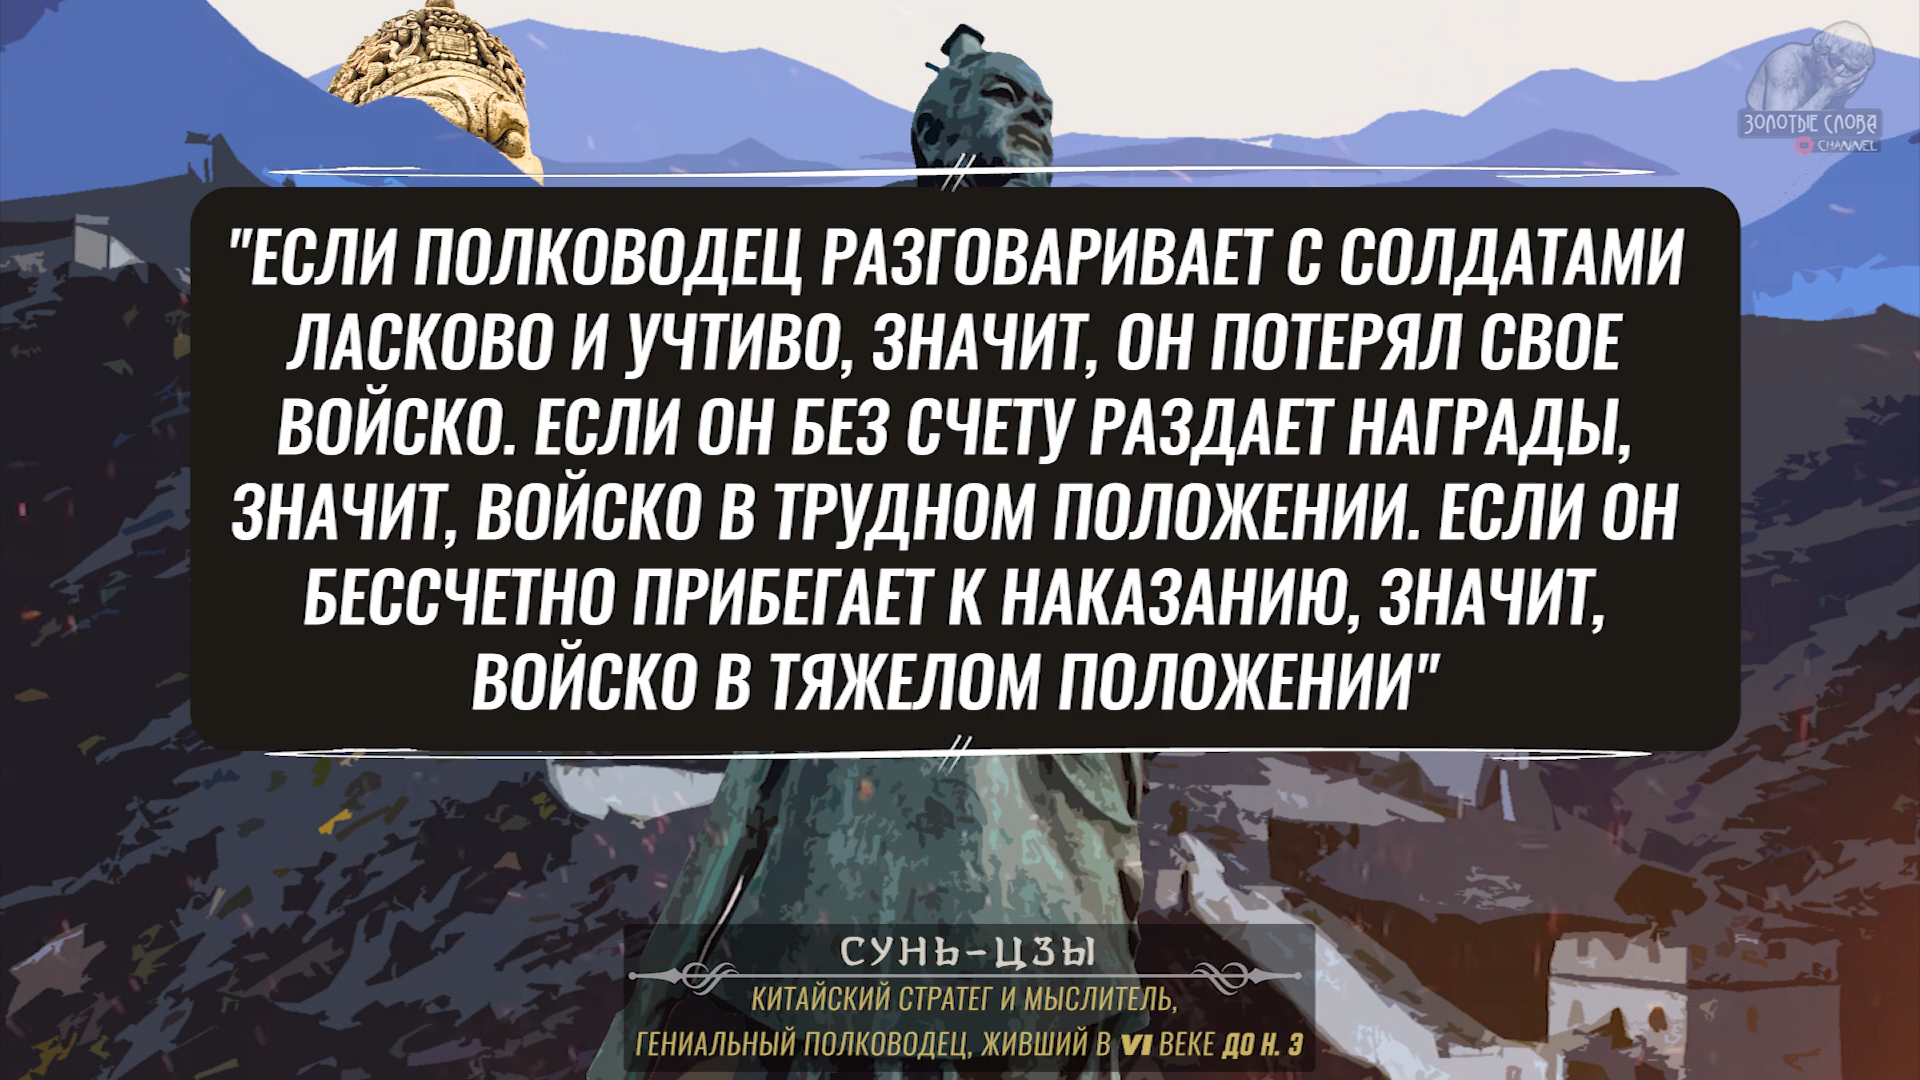 ЗОЛОТЫЕ СЛОВА
CHANNEL
"ЕСЛИ ПОЛКОВОДЕЦ РАЗГОВАРИВАЕТ С СОЛДАТАМИ
ЛАСКОВО И УЧТИВО, ЗНАЧИТ, ОН ПОТЕРЯЛ СВОЕ
ВОЙСКО. ЕСЛИ ОН БЕЗ СЧЕТУ РАЗДАЕТ НАГРАДЫ,
ЗНАЧИТ, ВОЙСКО В ТРУДНОМ ПОЛОЖЕНИИ. ЕСЛИ ОН
БЕССЧЕТНО ПРИБЕГАЕТ К НАКАЗАНИЮ, ЗНАЧИТ,
ВОЙСКО В ТЯЖЕЛОМ ПОЛОЖЕНИИ"
СУНЬ-ЦЗЫ
КИТАЙСКИЙ СТРАТЕГ И МЫСЛИТЕЛЬ,
ГЕНИАЛЬНЫЙ ПОЛКОВОДЕЦ, ЖИВШИЙ В VI ВЕКЕ ДО Н. Э